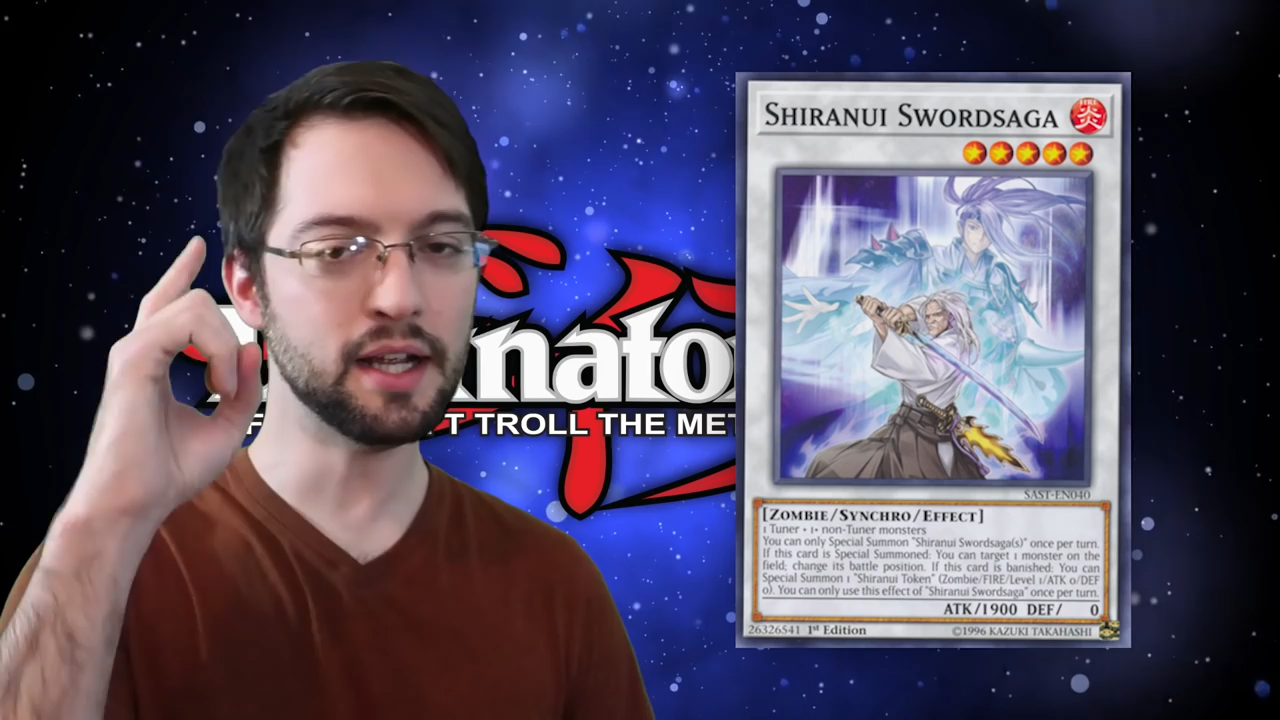 SHIRANUI SWORDSAGA
FIRE
炎
nato
T TROLL THE MET
SAST-EN040
[ZOMBIE/SYNCHRO/EFFECT]
1 Tuner + 1+ non-Tuner monsters
You can only Special Summon "Shiranui Swordsaga(s)" once per turn.
If this card is Special Summoned: You can target 1 monster on the
field; change its battle position. If this card is banished: You can
Special Summon 1 "Shiranui Token" (Zombie/FIRE/Level 1/ATK 0/DEF
0). You can only use this effect of "Shiranui Swordsaga" once per turn.
ATK/1900 DEF/ 0
26326541 1st Edition ©1996 KAZUKI TAKAHASHI